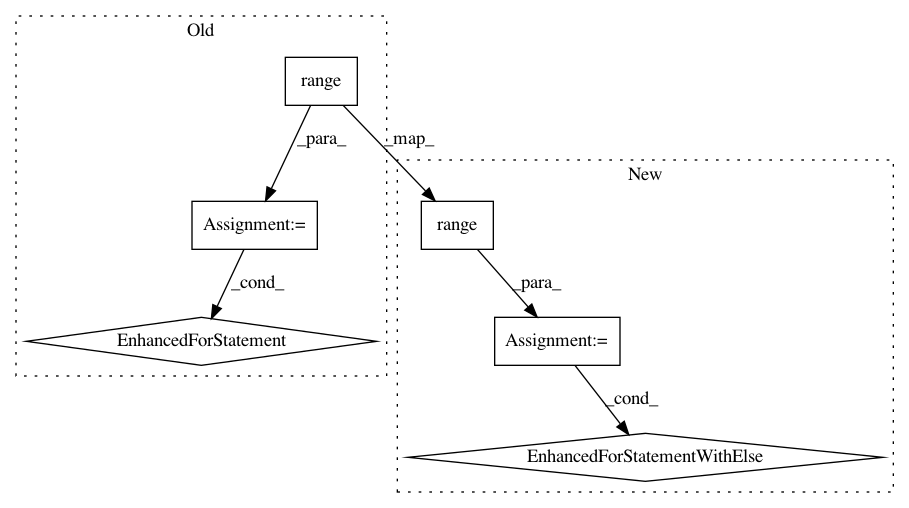 Old
range
_para_
_map_
New
Assignment:=
range
_cond_
_para_
EnhancedForStatement
Assignment:=
_cond_
EnhancedForStatementWithElse